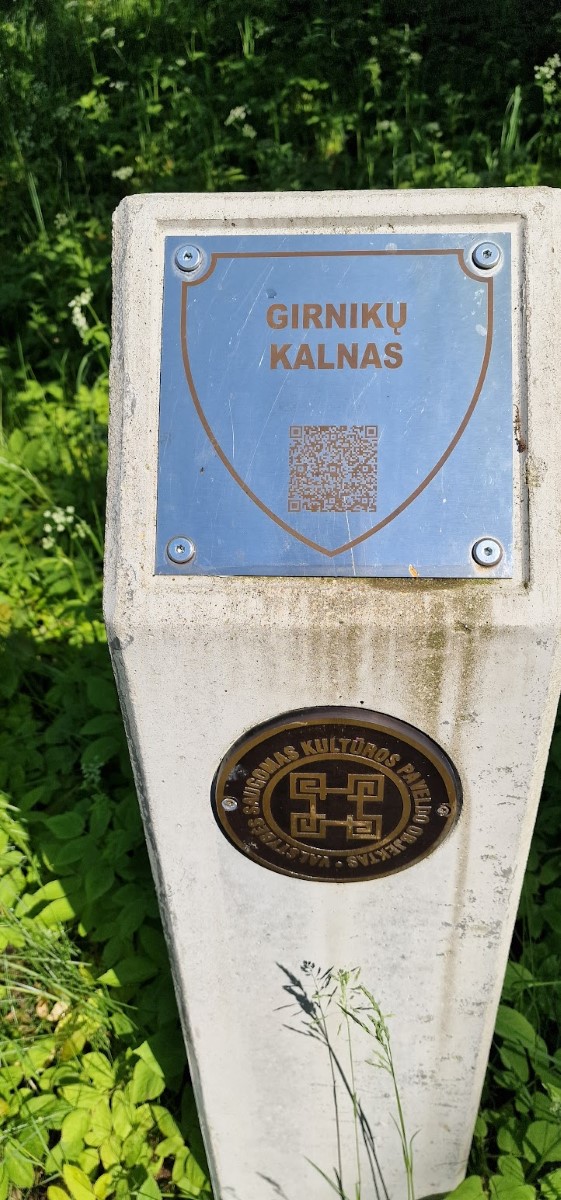 GIRNIKŲ
KALNAS
VALSTYBĖS SAUGOMAS KULTŪROS PAVELDO OBJEKTAS •